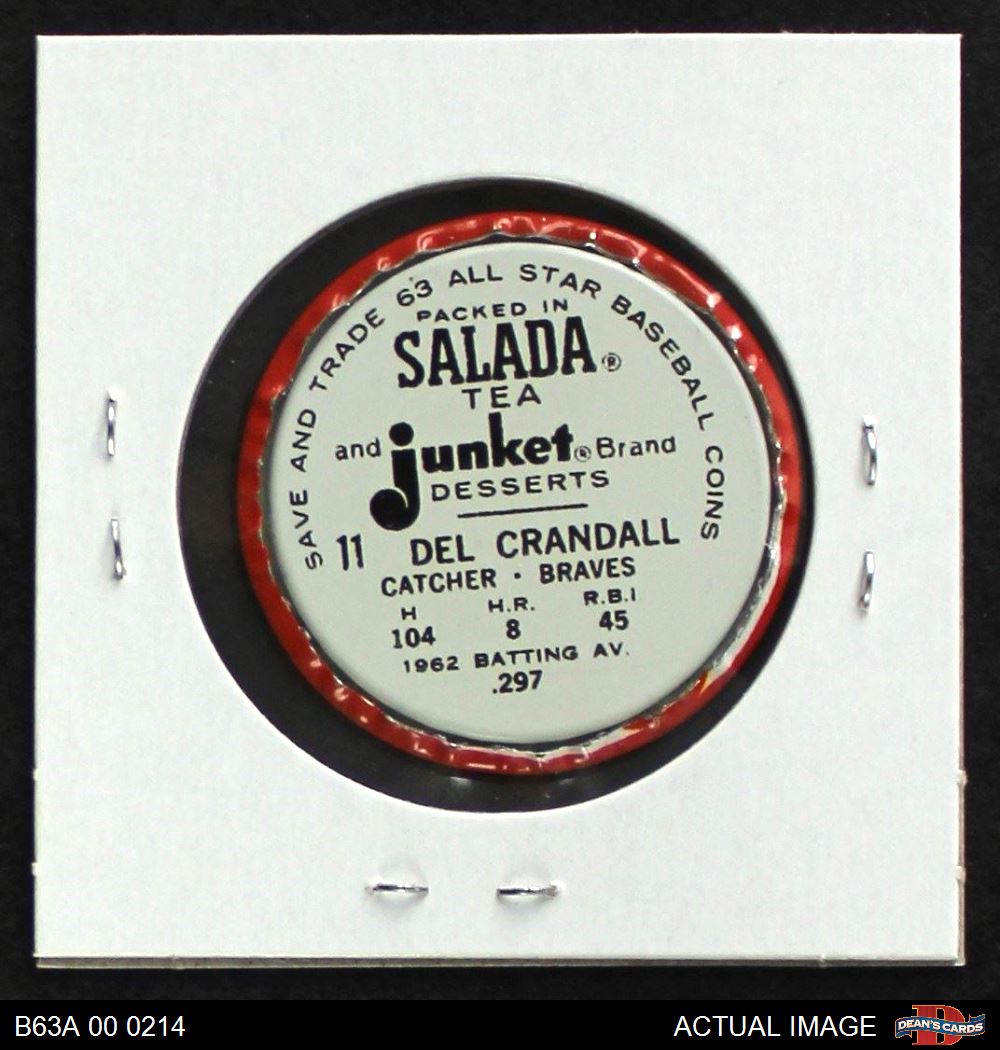 SAVE AND TRADE 63 ALL STAR BASEBALL COINS
PACKED IN
SALADA®
TEA
and junket® Brand
DESSERTS
11 DEL CRANDALL
CATCHER · BRAVES
H H.R. R.B.I
104 8 45
1962 BATTING AV.
.297
B63A 00 0214 ACTUAL IMAGE DEAN'S CARDS